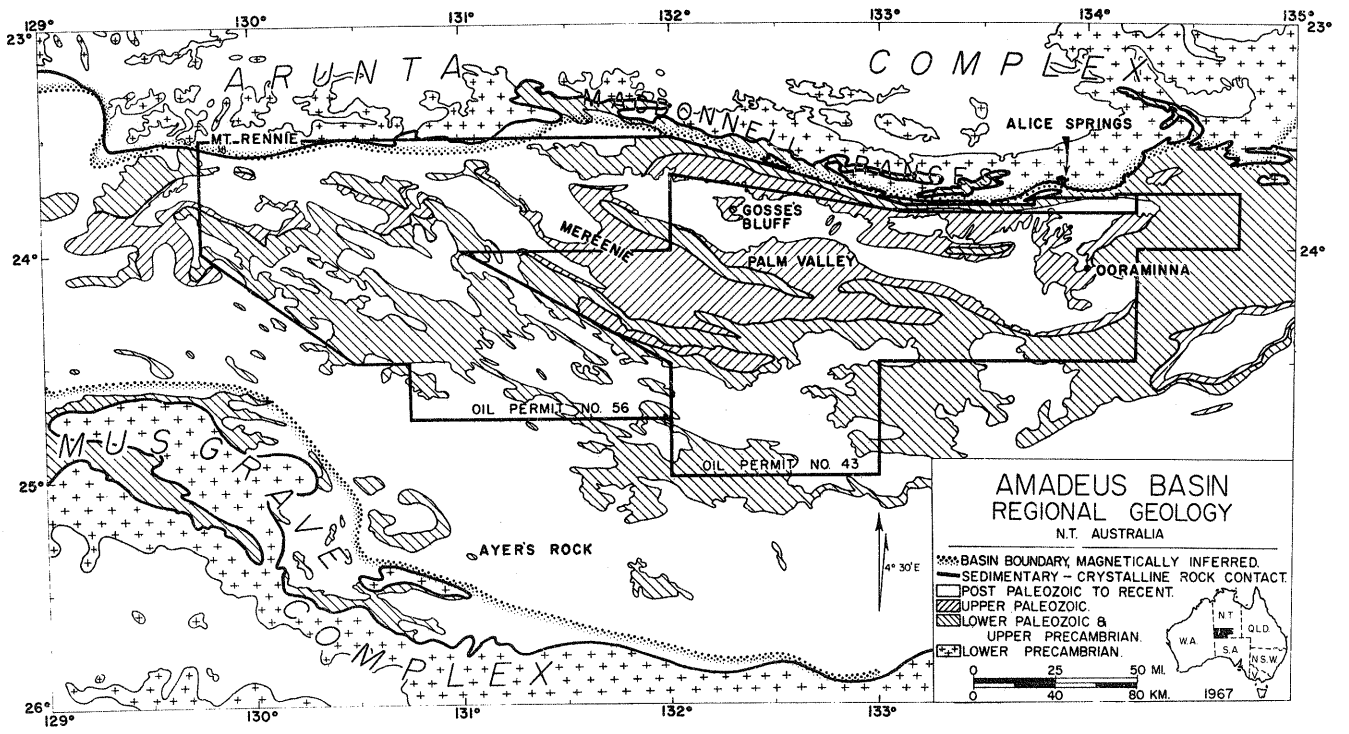 129° 130° 131° 132° 133° 134° 135°
23° 23°
ARUNTA COMPLEX
MACDONNELL RANGES
ALICE SPRINGS
MT. RENNIE
GOSSE'S
BLUFF
MEREENIE
PALM VALLEY
OORAMINNA
24° 24°
OIL PERMIT NO. 56
OIL PERMIT NO. 43
MUSGRAVE
COMPLEX
25°
AYER'S ROCK
4° 30'E
AMADEUS BASIN
REGIONAL GEOLOGY
N.T. AUSTRALIA
BASIN BOUNDARY, MAGNETICALLY INFERRED.
SEDIMENTARY - CRYSTALLINE ROCK CONTACT.
POST PALEOZOIC TO RECENT.
UPPER PALEOZOIC.
LOWER PALEOZOIC &
UPPER PRECAMBRIAN.
LOWER PRECAMBRIAN.
W.A. N.T. QLD. S.A. N.S.W. V.
0 25 50 MI.
0 40 80 KM.
1967
26°
129° 130° 131° 132° 133°